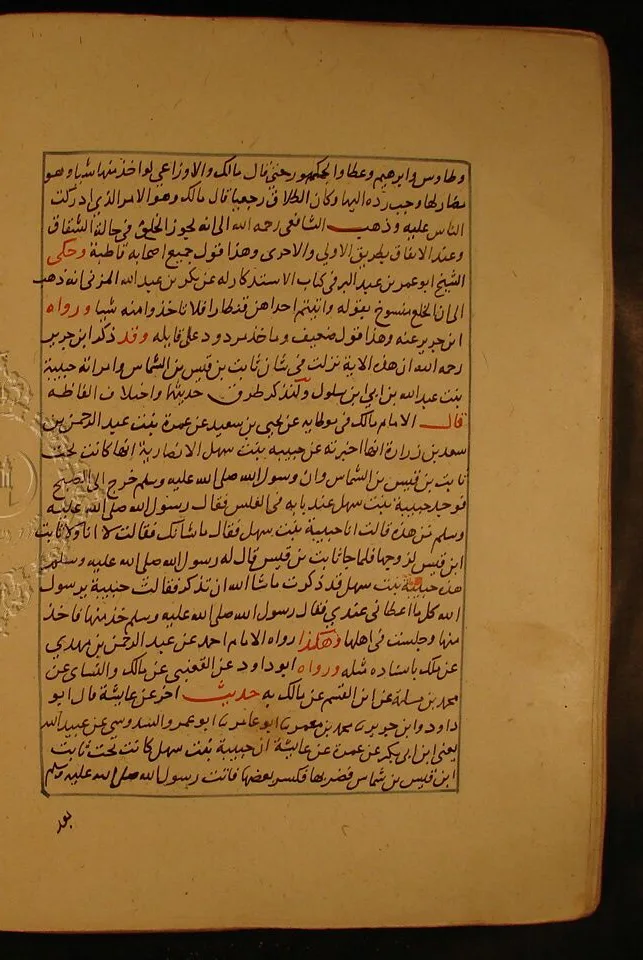 وطاوس وابرهيم وعطا والجمهور حتى قال مالك والاوزاعي لو اخذ منها شيا وهو
مضار لها وجب رده اليها وكان الطلاق رجعيا قال مالك وهو الامر الذي ادركت
الناس عليه وذهب الشافعي رحمه الله الى انه يجوز الخلع في حالة الشقاق
وعند الاتفاق بطريق الاولى والاحرى وهذا قول جميع اصحابه قاطبة وحكى
الشيخ ابو عمر بن عبد البر في كتاب الاستذكار له عن بكر بن عبد الله المزني انه ذهب
الى ان الخلع منسوخ بقوله واتيتم احداهن قنطارا فلا تاخذوا منه شيا ورواه
ابن جرير عنه وهذا قول ضعيف وماخذ مردود على قايله وقد ذكر ابن جرير
رحمه الله ان هذه الاية نزلت في شان ثابت بن قيس بن الشماس وامراته حبيبة
بنت عبد الله بن ابي ابن سلول ولنذكر طرق حديثها واختلاف الفاظه
قال الامام مالك في موطايه عن يحيى بن سعيد عن عمرة بنت عبد الرحمن بن
سعد بن زرارة انها اخبرته عن حبيبه بنت سهل الانصارية انها كانت تحت
ثابت بن قيس بن الشماس وان رسول الله صلى الله عليه وسلم خرج الى الصبح
فوجد حبيبة بنت سهل عند بابه في الغلس فقال رسول الله صلى الله عليه
وسلم من هذه قالت انا حبيبة بنت سهل فقال ما شانك فقالت لا انا ولا ثابت
ابن قيس لزوجها فلما جا ثابت بن قيس قال له رسول الله صلى الله عليه وسلم
هذه حبيبة بنت سهل قد ذكرت ما شا الله ان تذكر فقالت حبيبة يرسول
الله كل ما اعطاني عندي فقال رسول الله صلى الله عليه وسلم خذ منها فاخذ
منها وجلست في اهلها وهكذا رواه الامام احمد عن عبد الرحمن بن مهدي
عن ملك باسناده مثله ورواه ابو داود عن القعنبي عن مالك والنساي عن
محمد بن مسلمة عن ابن القسم عن مالك به حديث اخر عن عايشة قال ابو
داود وابن جرير محمد بن معمر ابو عامر ابو عمرو السدوسي عن عبد الله
يعني ابن ابي بكر عن عمرة عن عايشة ان حبيبة بنت سهل كانت تحت ثابت
ابن قيس بن شماس فضربها فكسر بعضها فاتت رسول الله صلى الله عليه وسلم
بعد